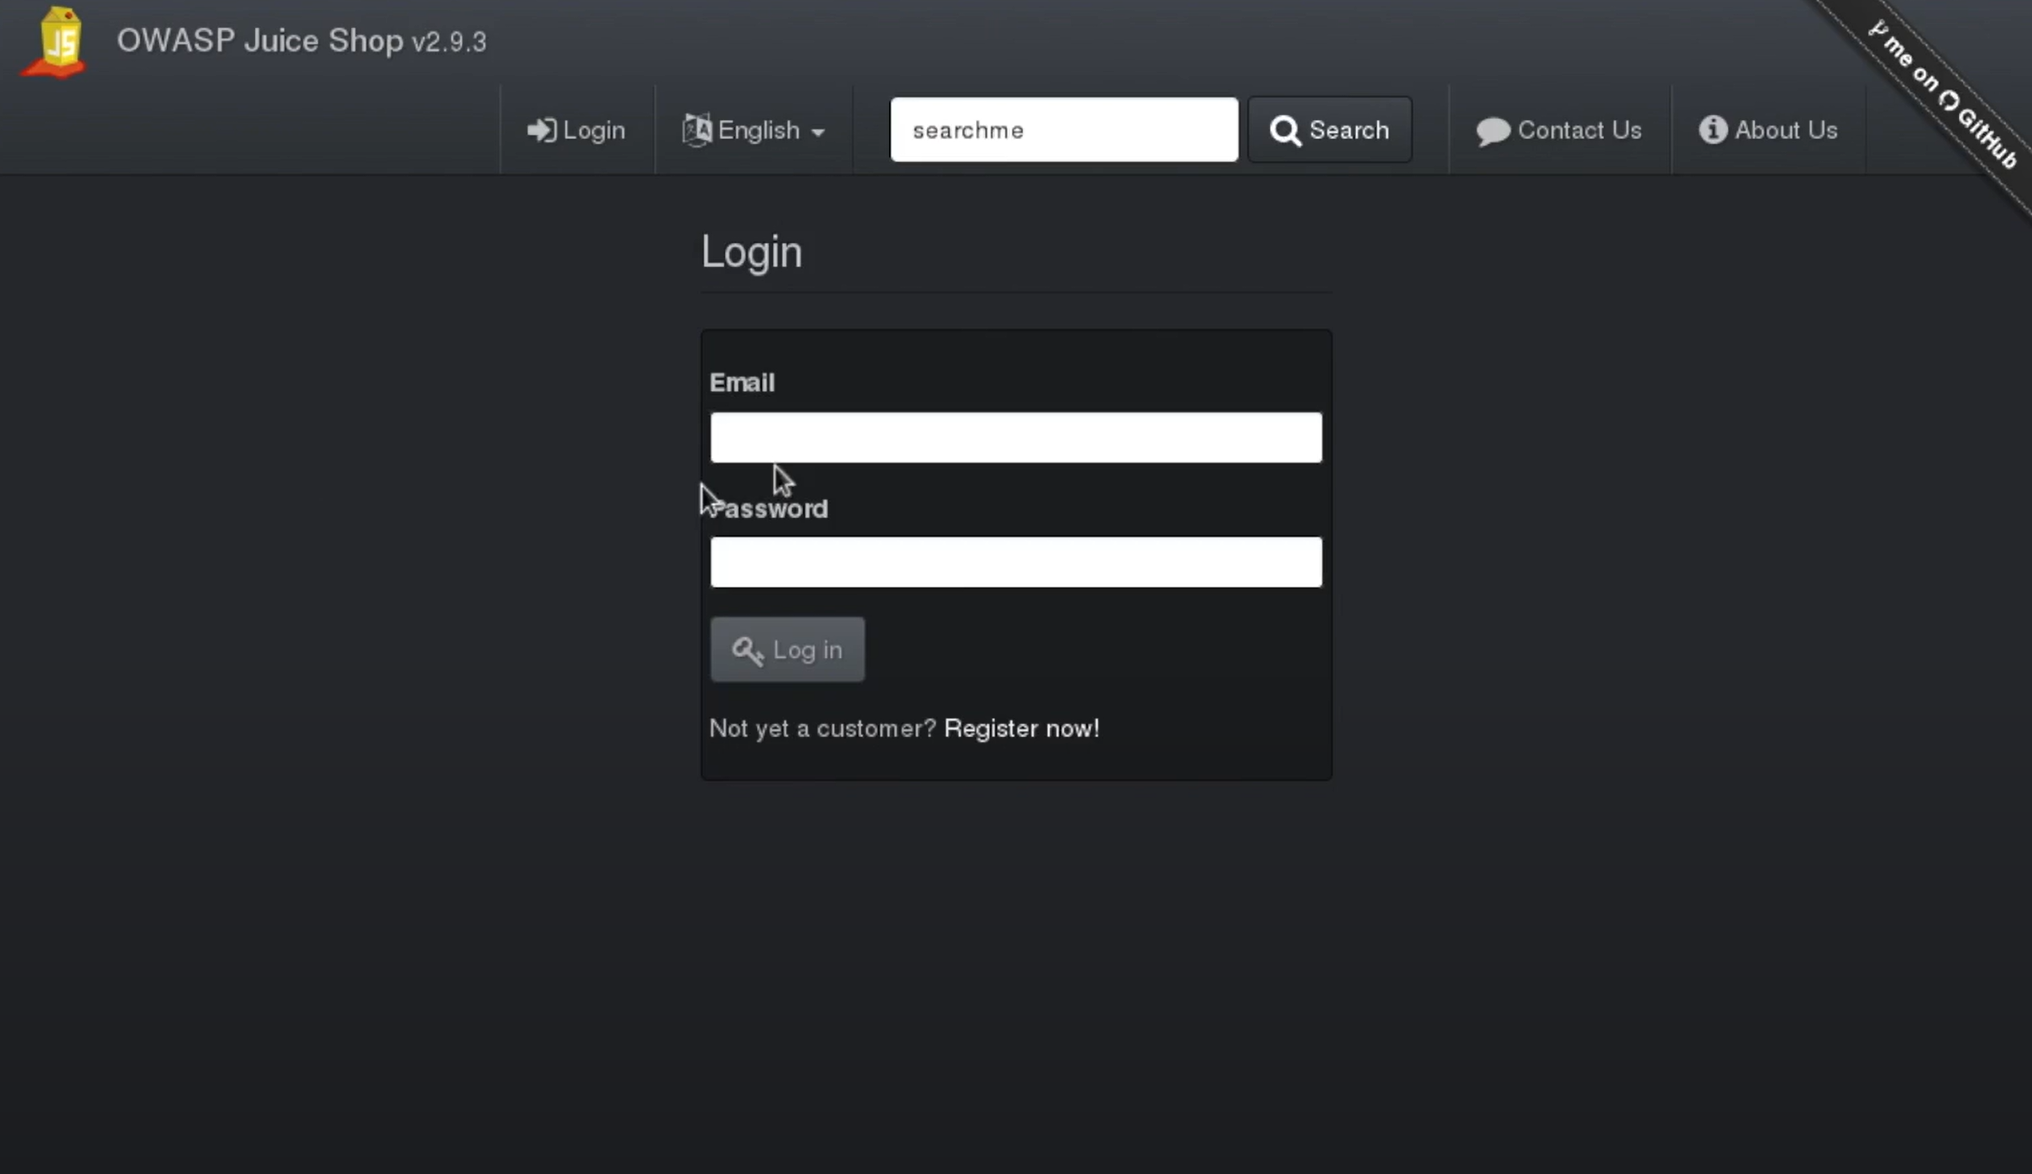 JS
OWASP Juice Shop v2.9.3
me on GitHub
Login
English
searchme
Search
Contact Us
About Us
Login
Email
Password
Log in
Not yet a customer? Register now!